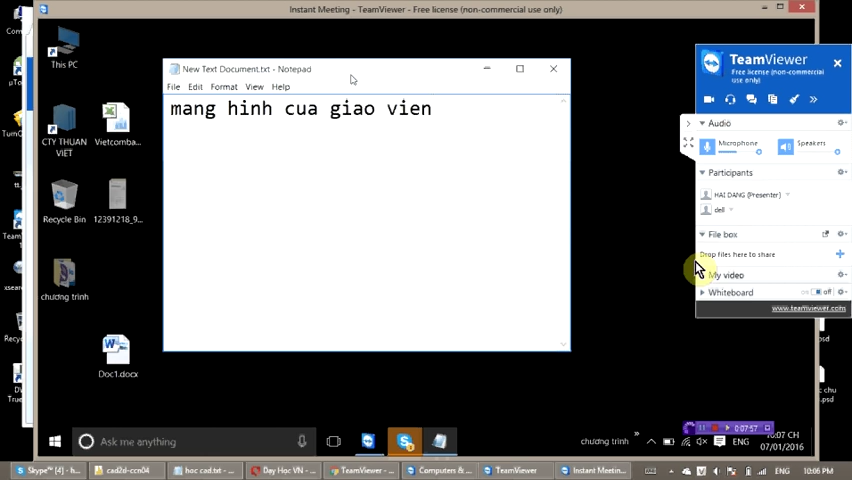 Instant Meeting - TeamViewer - Free license (non-commercial use only)
This PC
CTY THUAN VIET
Vietcomba...
Recycle Bin
12391218_9...
chương trình
Doc1.docx
New Text Document.txt - Notepad
File Edit Format View Help
mang hinh cua giao vien
TeamViewer
Free license (non-commercial use only)
Audio
Microphone
Speakers
Participants
HAI DANG (Presenter)
dell
File box
Drop files here to share
My video
Whiteboard
off
www.teamviewer.com
Ask me anything
chương trình
ENG
0:07:57
10:07 CH
07/01/2016
Skype™ [4] - h...
cad2d-ccn04
hoc cad.txt - ...
Day Hoc VN - ...
TeamViewer - ...
Computers & ...
TeamViewer
Instant Meetin...
ENG
10:06 PM